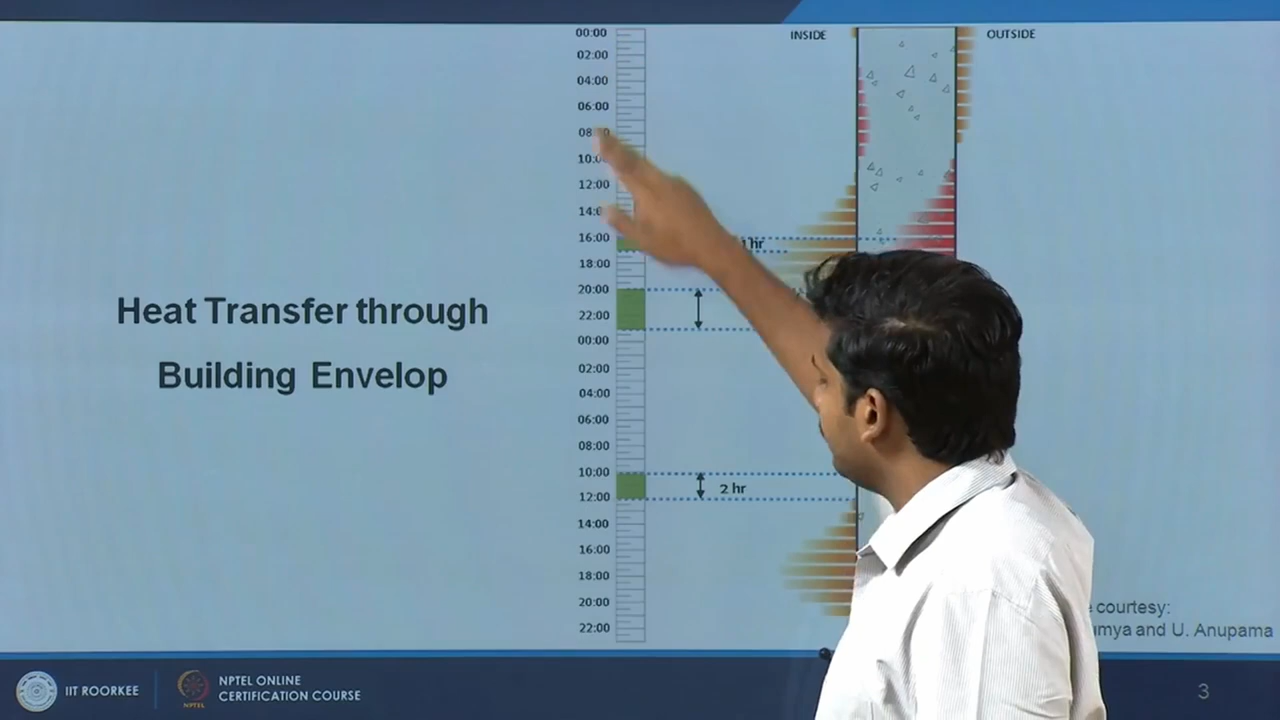 00:00
02:00
04:00
06:00
10:00
12:00
16:00
18:00
20:00
22:00
00:00
02:00
04:00
06:00
08:00
10:00
12:00
14:00
16:00
18:00
20:00
22:00
INSIDE
OUTSIDE
hr
2 hr
Heat Transfer through
Building Envelop
courtesy:
and U. Anupama
IIT ROORKEE
NPTEL
NPTEL ONLINE
CERTIFICATION COURSE
3